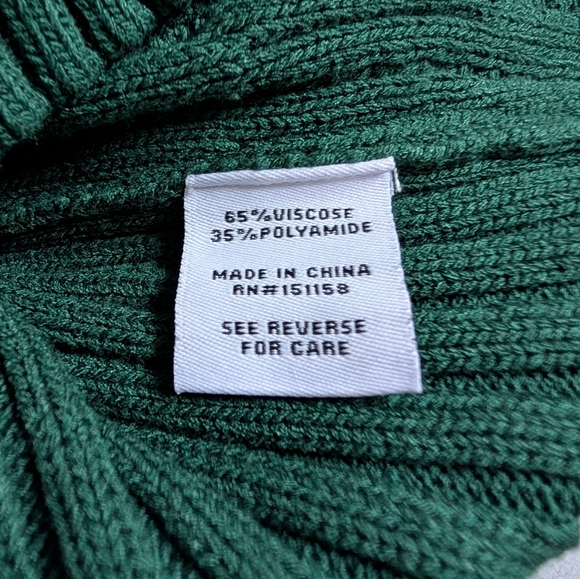 65%VISCOSE
35%POLYAMIDE
MADE IN CHINA
RN#151158
SEE REVERSE
FOR CARE